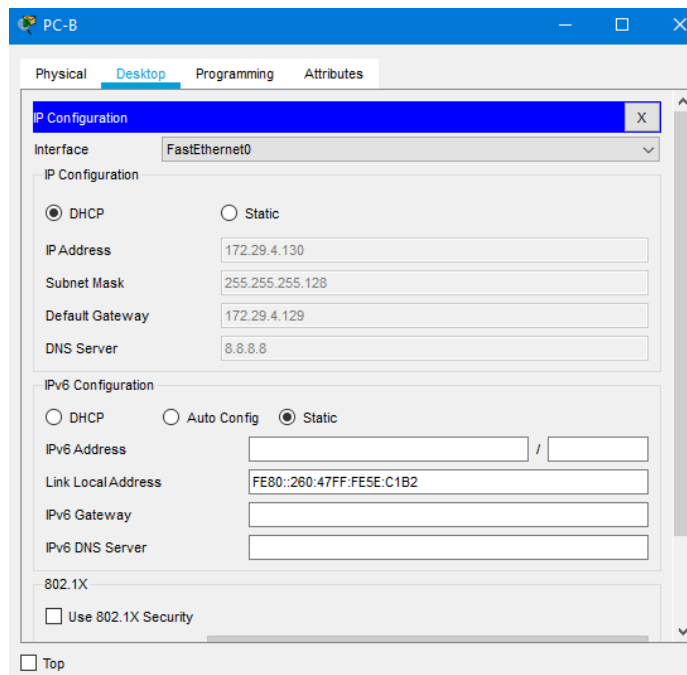 PC-B
Physical Desktop Programming Attributes
IP Configuration X
Interface FastEthernet0
IP Configuration
DHCP Static
IP Address 172.29.4.130
Subnet Mask 255.255.255.128
Default Gateway 172.29.4.129
DNS Server 8.8.8.8
IPv6 Configuration
DHCP Auto Config Static
IPv6 Address /
Link Local Address FE80::260:47FF:FE5E:C1B2
IPv6 Gateway
IPv6 DNS Server
802.1X
Use 802.1X Security
Top